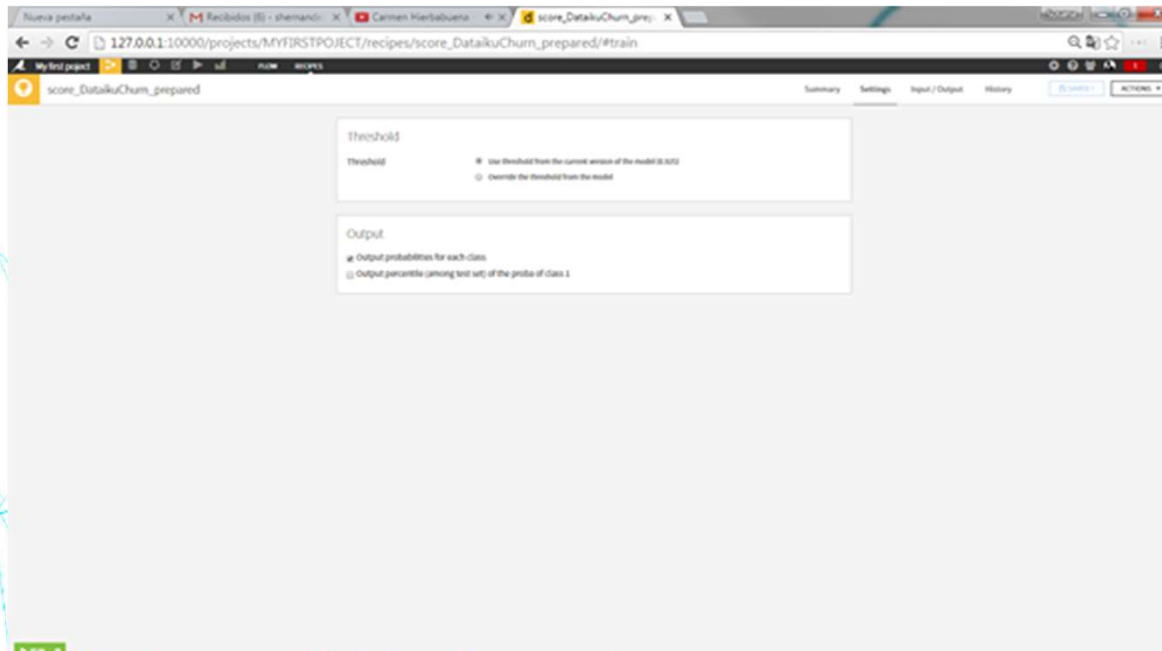 Nueva pestaña
Recibidos (6) - shernando
Carmen Hierbabuena
score_DataikuChurn_prep
127.0.0.1:10000/projects/MYFIRSTPOJECT/recipes/score_DataikuChurn_prepared/#train
My first project
FLOW
RECIPES
score_DataikuChurn_prepared
Summary
Settings
Input / Output
History
ACTIONS
Threshold
Threshold
Use threshold from the current version of the model
Override the threshold from the model
Output
Output probabilities for each class
Output percentile (among test set) of the proba of class 1